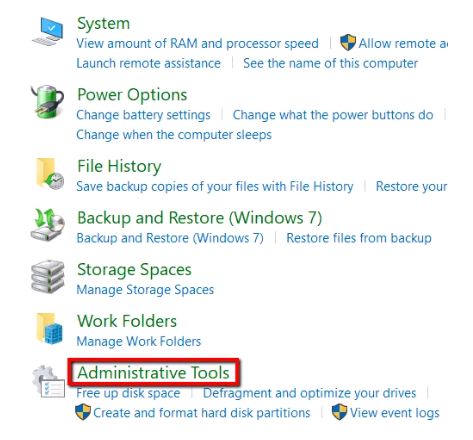 System
View amount of RAM and processor speed | Allow remote
Launch remote assistance | See the name of this computer
Power Options
Change battery settings | Change what the power buttons do |
Change when the computer sleeps
File History
Save backup copies of your files with File History | Restore your
Backup and Restore (Windows 7)
Backup and Restore (Windows 7) | Restore files from backup
Storage Spaces
Manage Storage Spaces
Work Folders
Manage Work Folders
Administrative Tools
Free up disk space | Defragment and optimize your drives |
Create and format hard disk partitions | View event logs